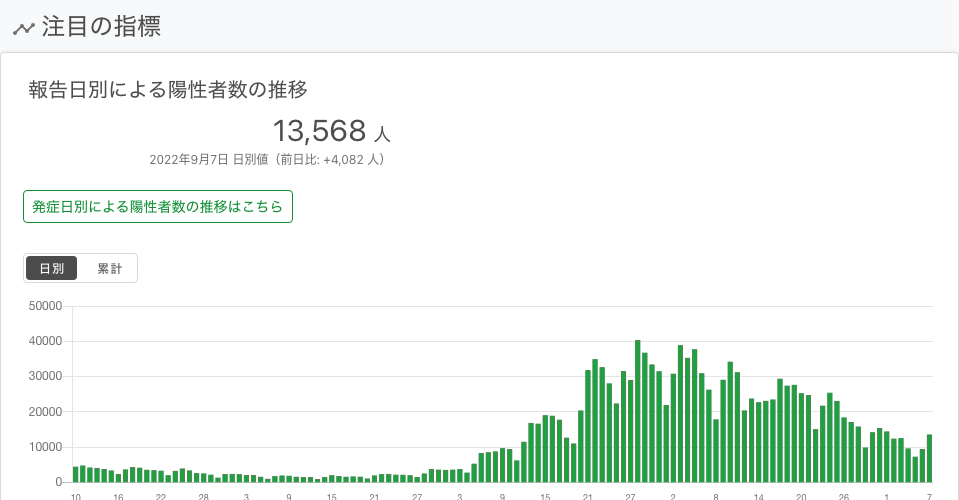 注目の指標
報告日別による陽性者数の推移
13,568 人
2022年9月7日 日別値（前日比: +4,082 人）
発症日別による陽性者数の推移はこちら
日別 累計
50000
40000
30000
20000
10000
0
10 16 22 28 3 9 15 21 27 3 9 15 21 27 2 8 14 20 26 1 7